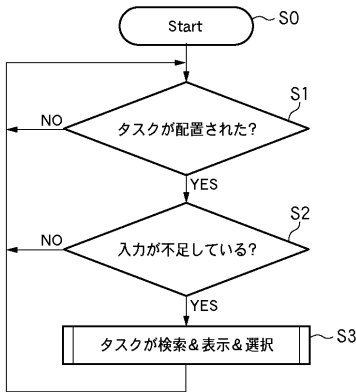 Start
S0
S1
タスクが配置された?
NO
YES
S2
入力が不足している?
NO
YES
タスクが検索&表示&選択
S3